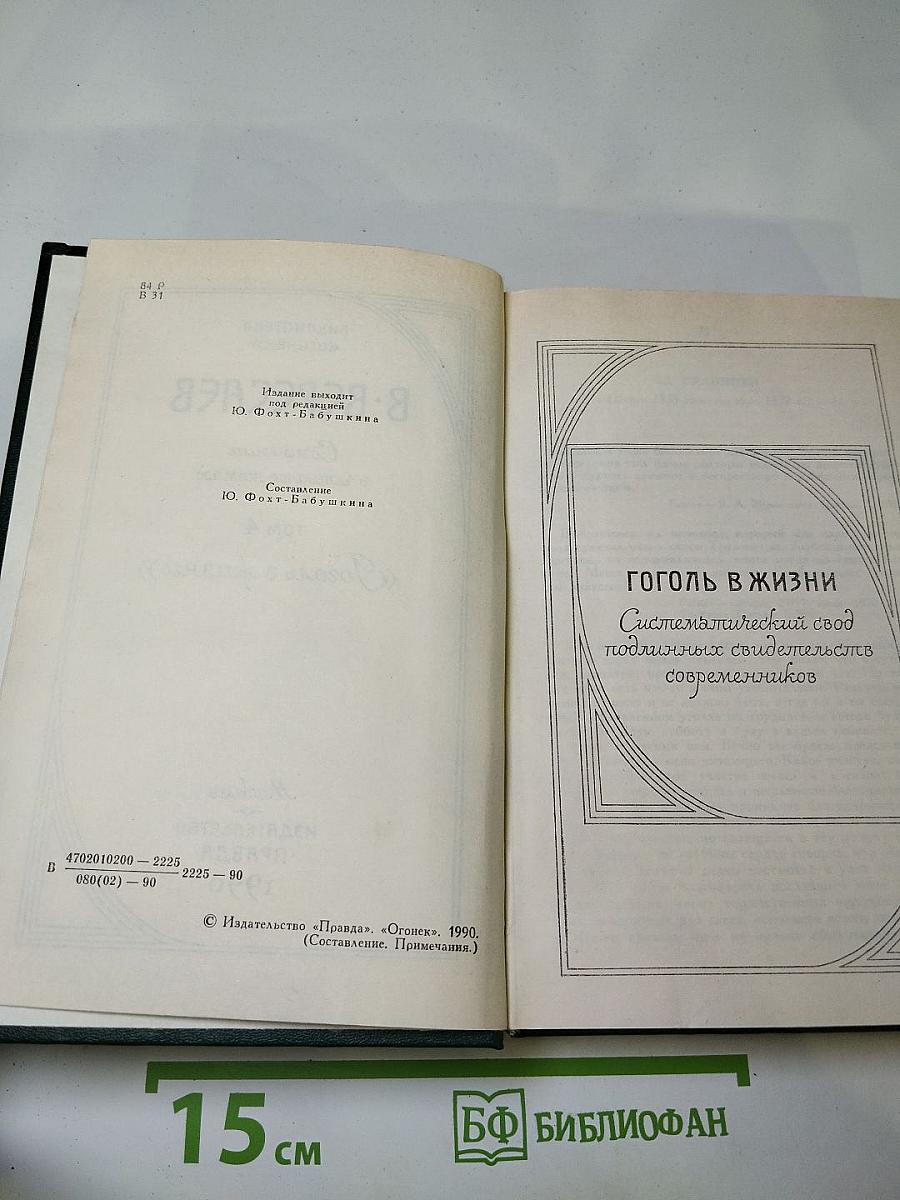 84 Р
В 31
Издание выходит
под редакцией
Ю. Фохт-Бабушкина
Составление
Ю. Фохт-Бабушкина
В 4702010200—2225
080(02)—90
2225—90
© Издательство «Правда». «Огонек». 1990.
(Составление. Примечания.)
ГОГОЛЬ В ЖИЗНИ
Систематический свод
подлинных свидетельств
современников
15 см
БФ БИБЛИОФАН